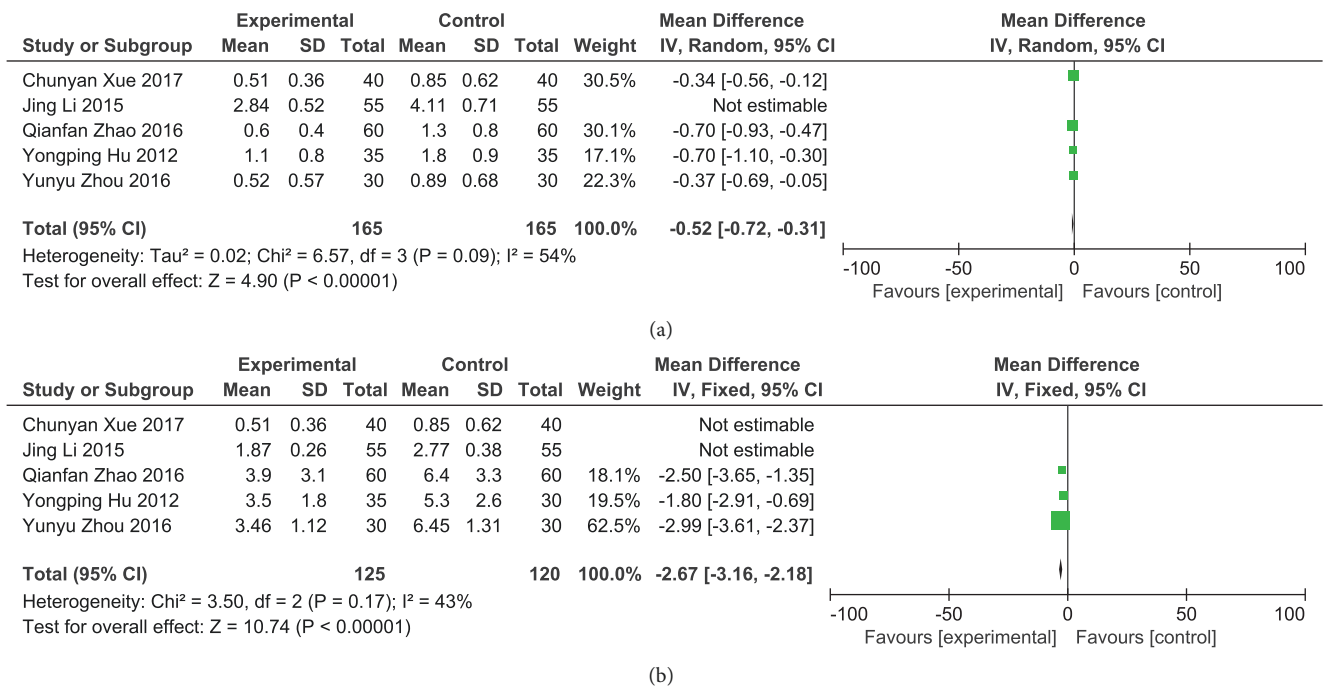 Experimental Control Mean Difference Mean Difference
Study or Subgroup Mean SD Total Mean SD Total Weight IV, Random, 95% CI IV, Random, 95% CI
Chunyan Xue 2017 0.51 0.36 40 0.85 0.62 40 30.5% -0.34 [-0.56, -0.12]
Jing Li 2015 2.84 0.52 55 4.11 0.71 55 Not estimable
Qianfan Zhao 2016 0.6 0.4 60 1.3 0.8 60 30.1% -0.70 [-0.93, -0.47]
Yongping Hu 2012 1.1 0.8 35 1.8 0.9 35 17.1% -0.70 [-1.10, -0.30]
Yunyu Zhou 2016 0.52 0.57 30 0.89 0.68 30 22.3% -0.37 [-0.69, -0.05]
Total (95% CI) 165 165 100.0% -0.52 [-0.72, -0.31]
Heterogeneity: Tau² = 0.02; Chi² = 6.57, df = 3 (P = 0.09); I² = 54%
Test for overall effect: Z = 4.90 (P < 0.00001)
-100 -50 0 50 100
Favours [experimental] Favours [control]
(a)
Experimental Control Mean Difference Mean Difference
Study or Subgroup Mean SD Total Mean SD Total Weight IV, Fixed, 95% CI IV, Fixed, 95% CI
Chunyan Xue 2017 0.51 0.36 40 0.85 0.62 40 Not estimable
Jing Li 2015 1.87 0.26 55 2.77 0.38 55 Not estimable
Qianfan Zhao 2016 3.9 3.1 60 6.4 3.3 60 18.1% -2.50 [-3.65, -1.35]
Yongping Hu 2012 3.5 1.8 35 5.3 2.6 30 19.5% -1.80 [-2.91, -0.69]
Yunyu Zhou 2016 3.46 1.12 30 6.45 1.31 30 62.5% -2.99 [-3.61, -2.37]
Total (95% CI) 125 120 100.0% -2.67 [-3.16, -2.18]
Heterogeneity: Chi² = 3.50, df = 2 (P = 0.17); I² = 43%
Test for overall effect: Z = 10.74 (P < 0.00001)
-100 -50 0 50 100
Favours [experimental] Favours [control]
(b)